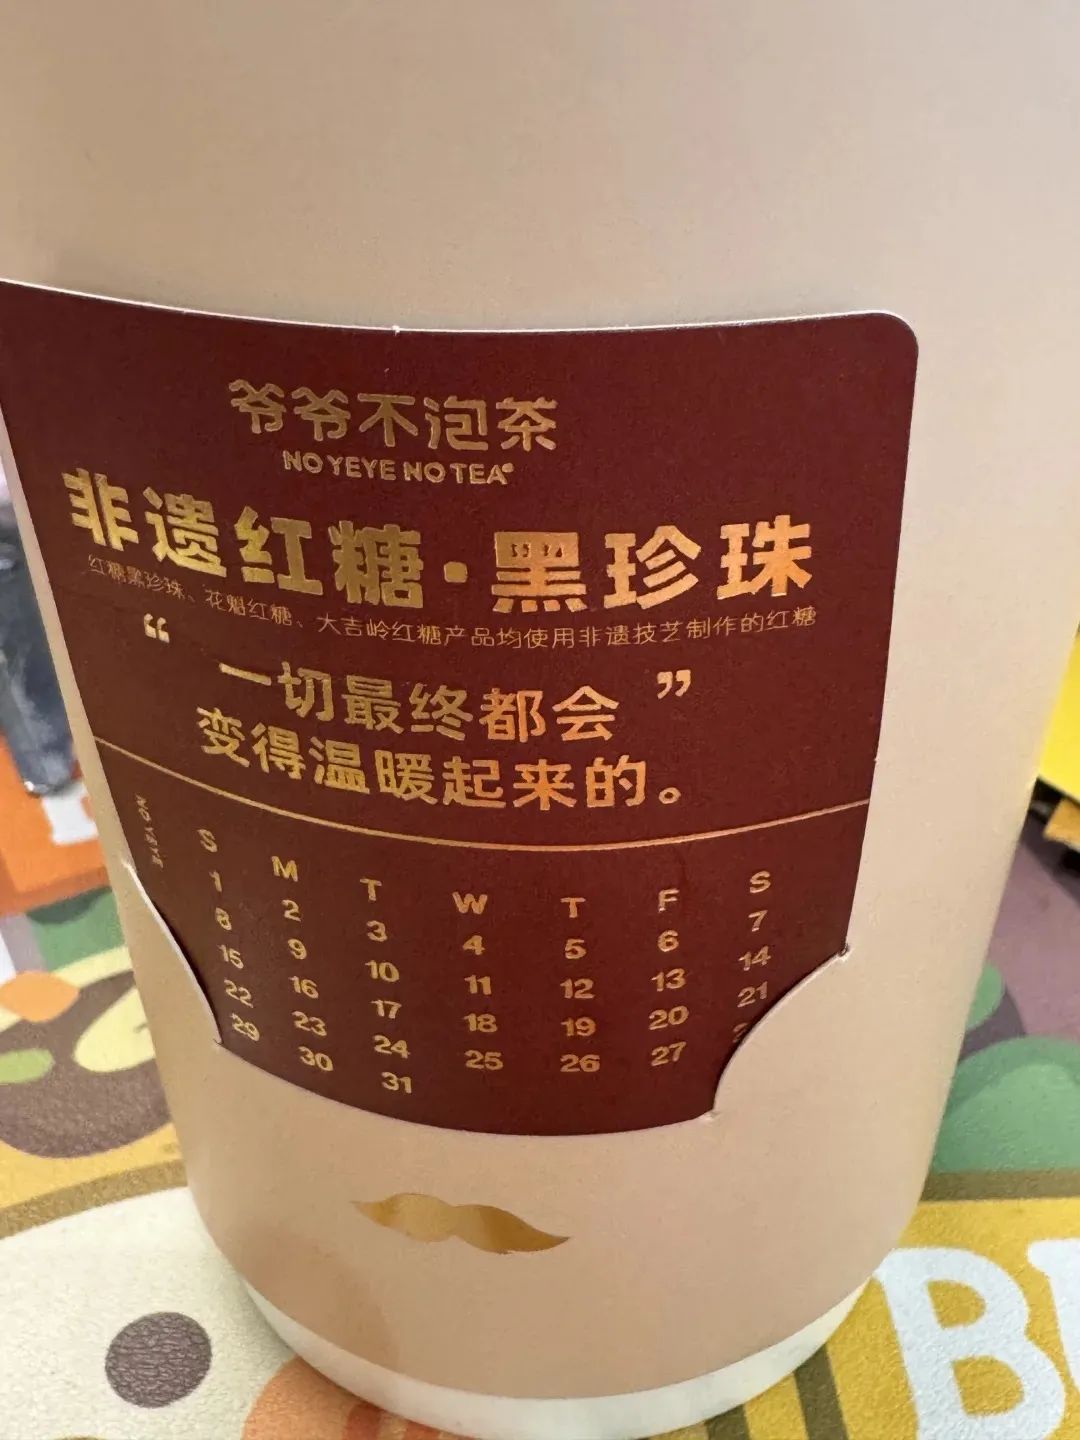 爷爷不泡茶
NO YEYE NO TEA®
非遗红糖·黑珍珠
红糖黑珍珠、花魁红糖、大吉岭红糖产品均使用非遗技艺制作的红糖
“一切最终都会”
变得温暖起来的。
S M T W T F S
1 2 3 4 5 6 7
8 9 10 11 12 13 14
15 16 17 18 19 20 21
22 23 24 25 26 27
29 30 31
B